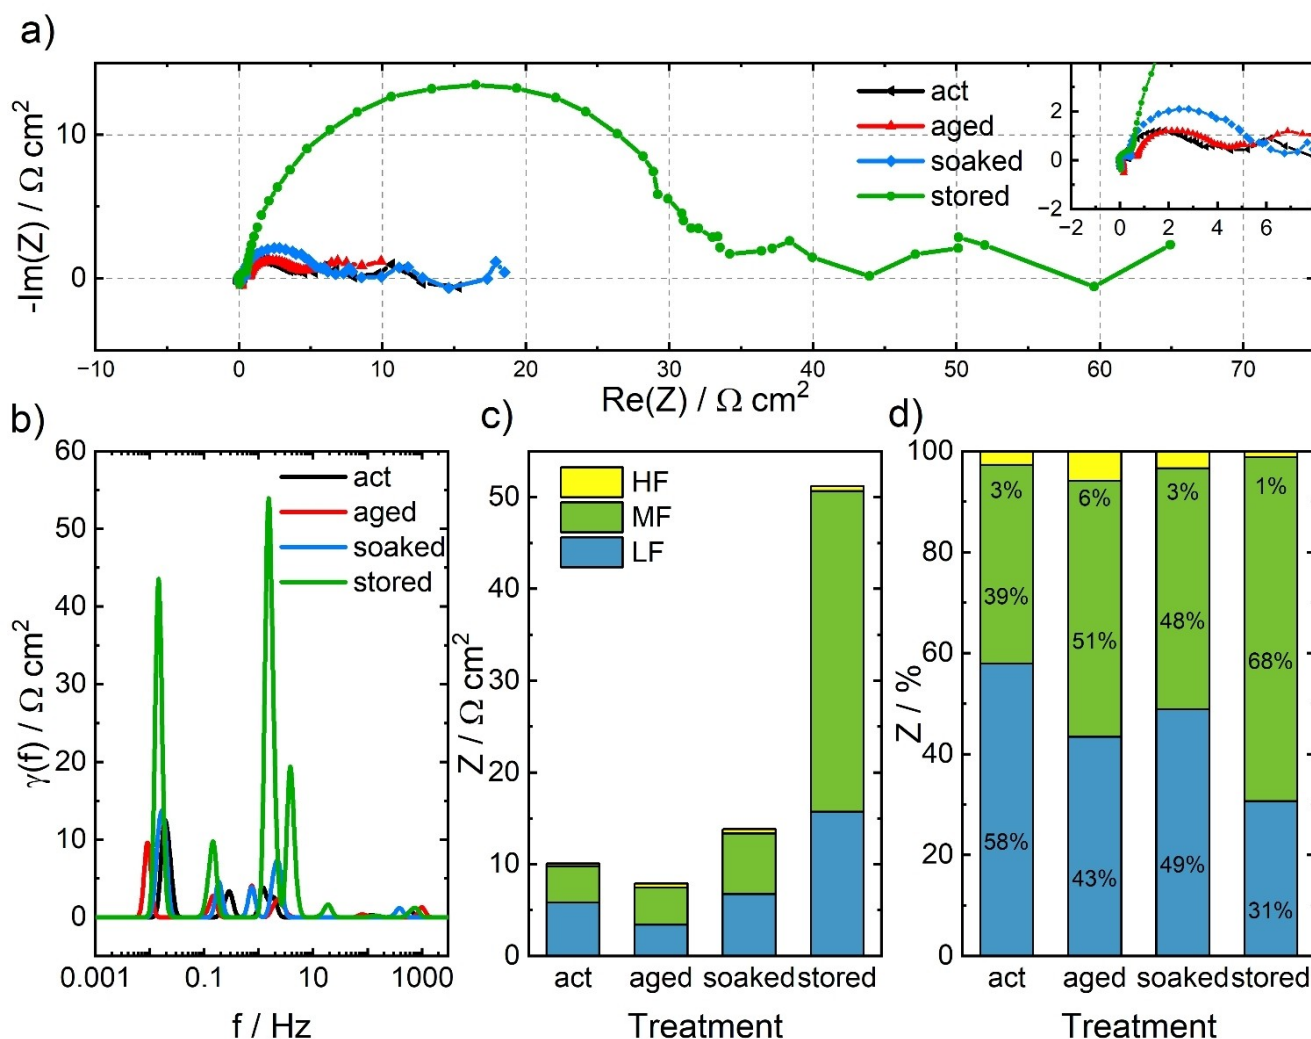 a)
-Im(Z) / Ω cm²
10
0
act
aged
soaked
stored
2
0
−2
−2 0 2 4 6
−10 0 10 20 30 40 50 60 70
Re(Z) / Ω cm²
b)
γ(f) / Ω cm²
60
50
40
30
20
10
0
act
aged
soaked
stored
0.001 0.1 10 1000
f / Hz
c)
Z / Ω cm²
50
40
30
20
10
0
HF
MF
LF
act aged soaked stored
Treatment
d)
Z / %
100
80
60
40
20
0
3% 6% 3% 1%
39% 51% 48% 68%
58% 43% 49% 31%
act aged soaked stored
Treatment